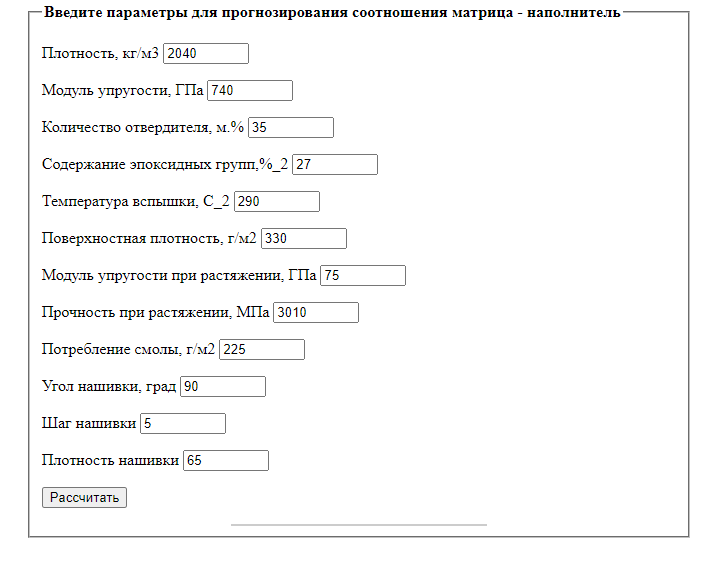 Введите параметры для прогнозирования соотношения матрица - наполнитель
Плотность, кг/м3 2040
Модуль упругости, ГПа 740
Количество отвердителя, м.% 35
Содержание эпоксидных групп,%_2 27
Температура вспышки, С_2 290
Поверхностная плотность, г/м2 330
Модуль упругости при растяжении, ГПа 75
Прочность при растяжении, МПа 3010
Потребление смолы, г/м2 225
Угол нашивки, град 90
Шаг нашивки 5
Плотность нашивки 65
Рассчитать